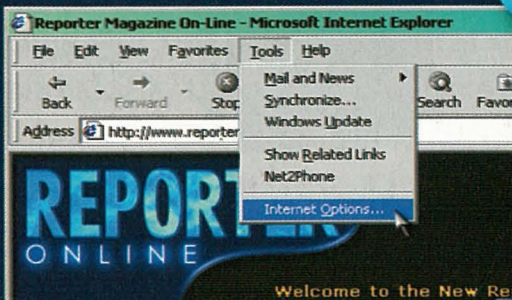 Reporter Magazine On-Line - Microsoft Internet Explorer
File Edit View Favorites Tools Help
Back Forward Stop Search Favor
Mail and News
Synchronize...
Windows Update
Show Related Links
Net2Phone
Internet Options...
Address http://www.reporter
REPORTER
ONLINE
Welcome to the New Re